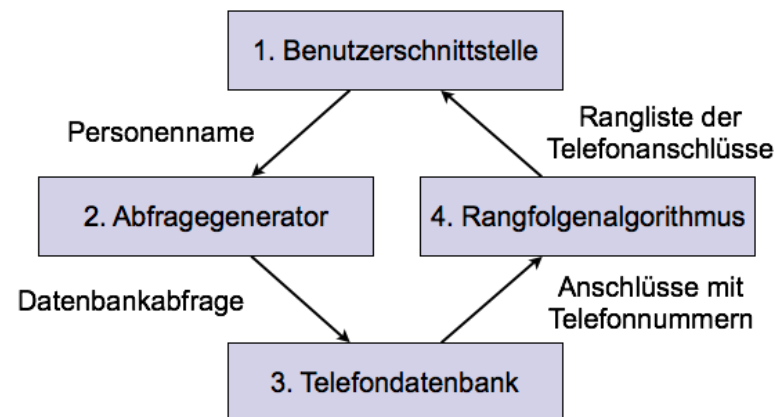 1. Benutzerschnittstelle
Personenname
Rangliste der
Telefonanschlüsse
2. Abfragegenerator
4. Rangfolgenalgorithmus
Datenbankabfrage
Anschlüsse mit
Telefonnummern
3. Telefondatenbank